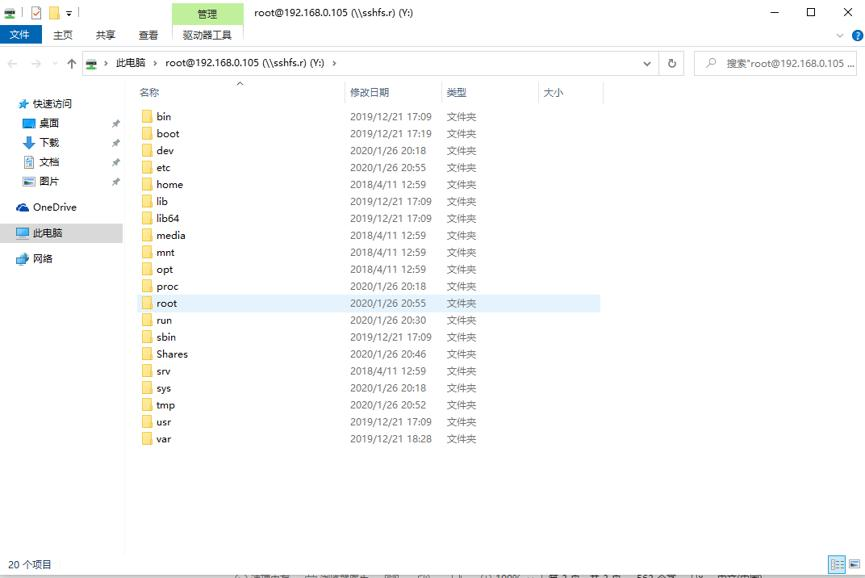 管理
root@192.168.0.105 (\\sshfs.r) (Y:)
文件 主页 共享 查看 驱动器工具
此电脑 › root@192.168.0.105 (\\sshfs.r) (Y:) ›
搜索"root@192.168.0.105 ...
快速访问
桌面
下载
文档
图片
OneDrive
此电脑
网络
名称 修改日期 类型 大小
bin 2019/12/21 17:09 文件夹
boot 2019/12/21 17:19 文件夹
dev 2020/1/26 20:18 文件夹
etc 2020/1/26 20:55 文件夹
home 2018/4/11 12:59 文件夹
lib 2019/12/21 17:09 文件夹
lib64 2019/12/21 17:09 文件夹
media 2018/4/11 12:59 文件夹
mnt 2018/4/11 12:59 文件夹
opt 2018/4/11 12:59 文件夹
proc 2020/1/26 20:18 文件夹
root 2020/1/26 20:55 文件夹
run 2020/1/26 20:30 文件夹
sbin 2019/12/21 17:09 文件夹
Shares 2020/1/26 20:46 文件夹
srv 2018/4/11 12:59 文件夹
sys 2020/1/26 20:18 文件夹
tmp 2020/1/26 20:52 文件夹
usr 2019/12/21 17:09 文件夹
var 2019/12/21 18:28 文件夹
20 个项目